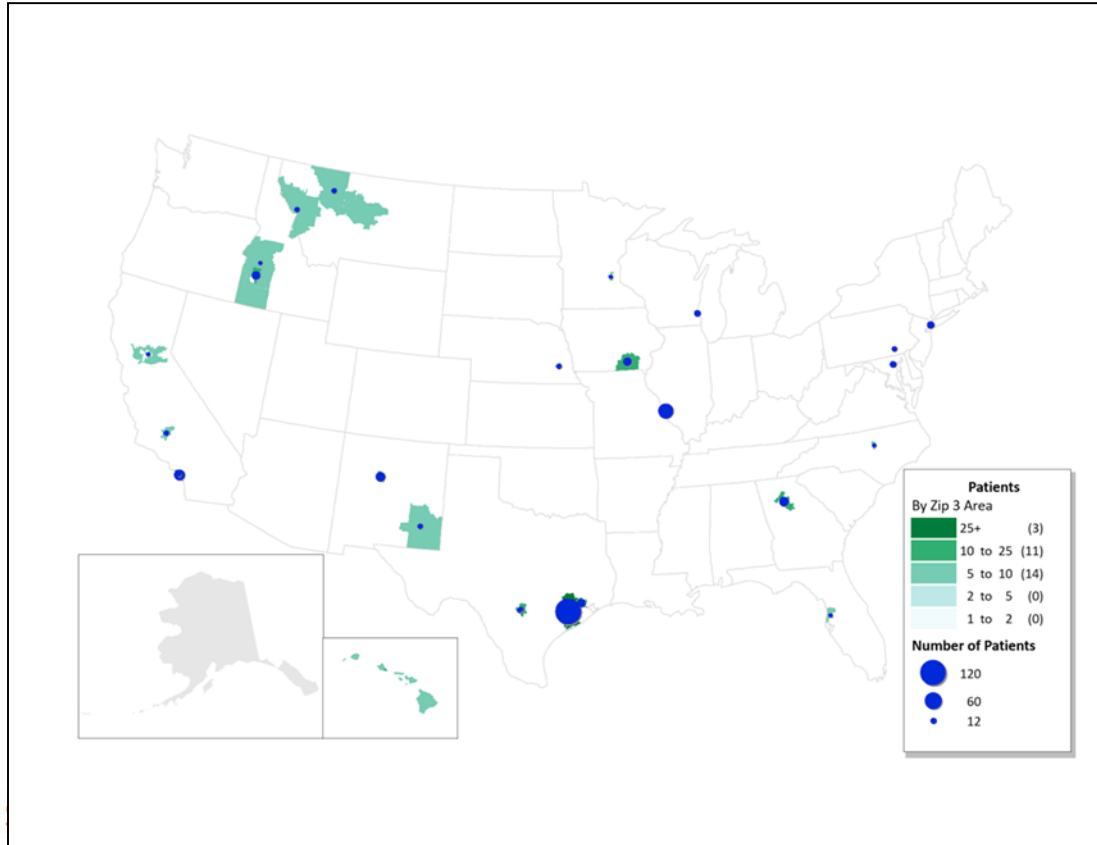 Patients
By Zip 3 Area
25+ (3)
10 to 25 (11)
5 to 10 (14)
2 to 5 (0)
1 to 2 (0)
Number of Patients
120
60
12